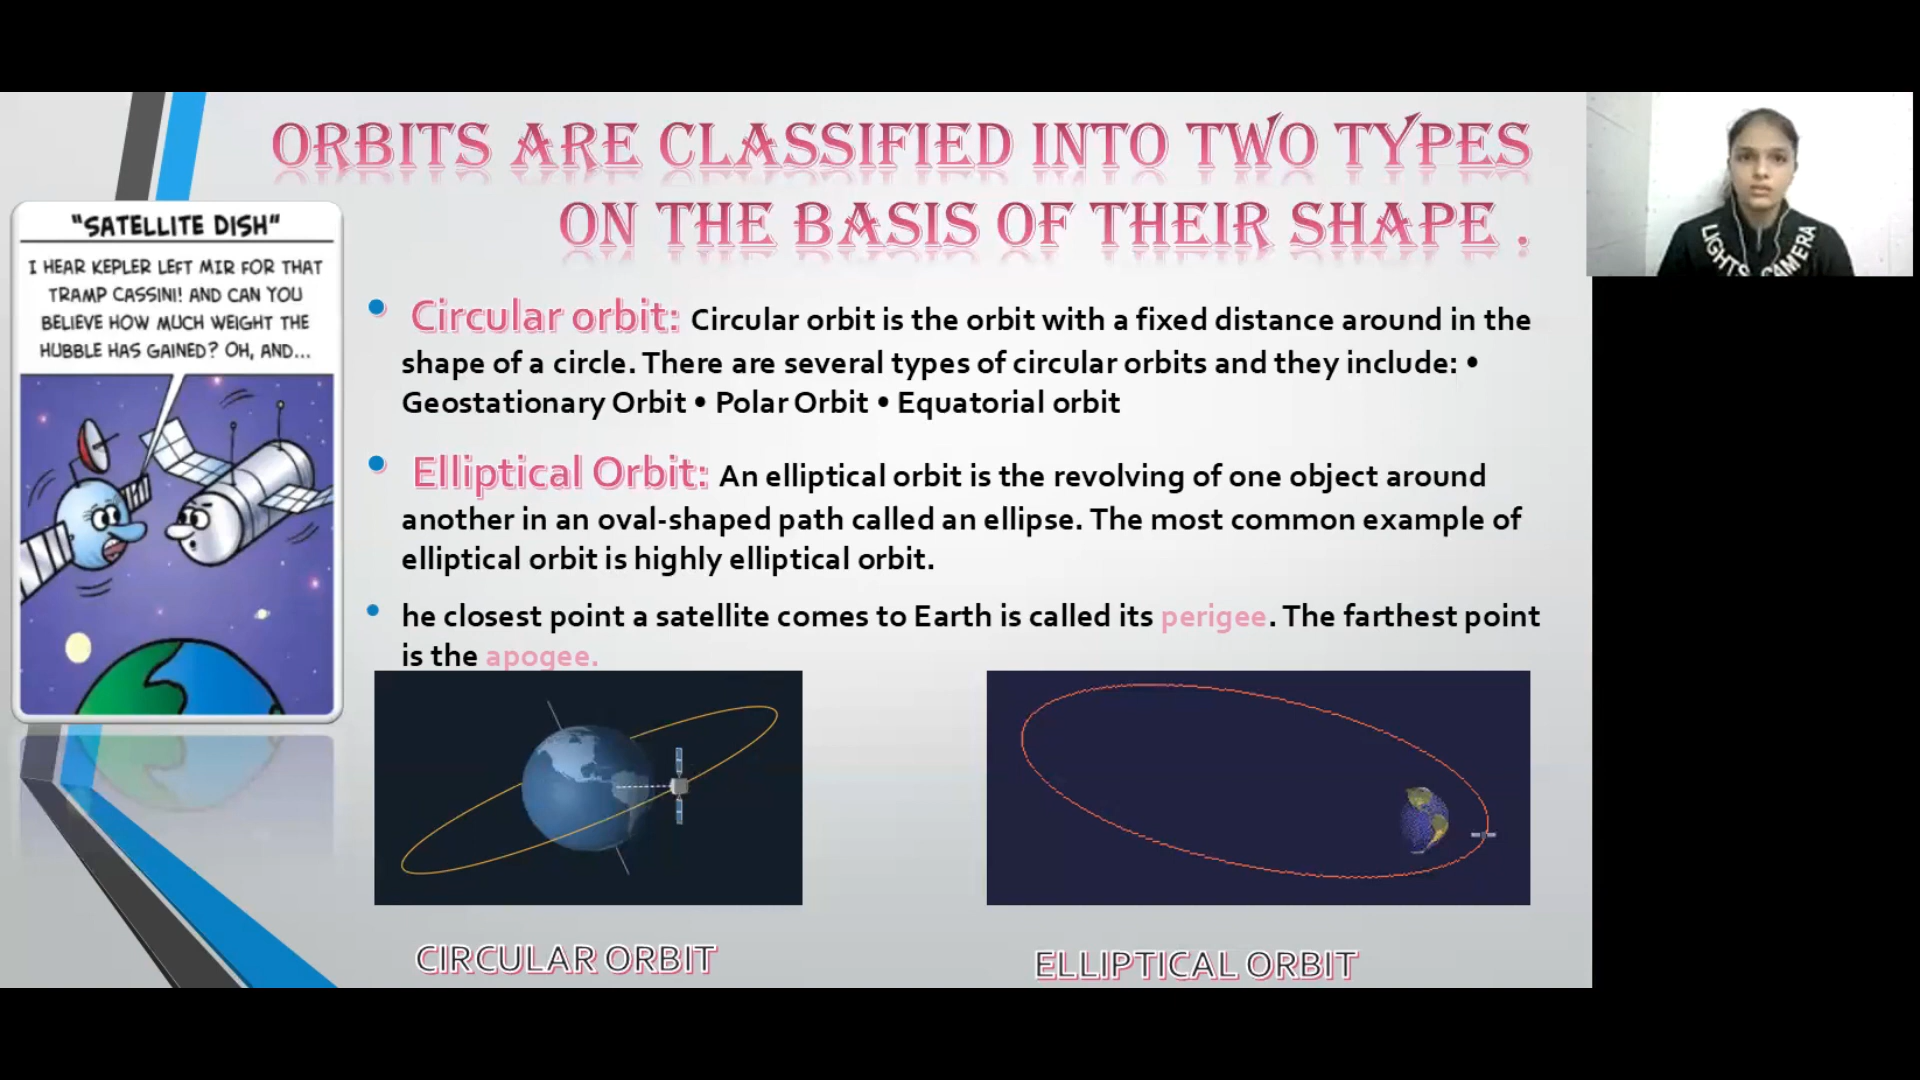 ORBITS ARE CLASSIFIED INTO TWO TYPES
ON THE BASIS OF THEIR SHAPE .
"SATELLITE DISH"
I HEAR KEPLER LEFT MIR FOR THAT
TRAMP CASSINI! AND CAN YOU
BELIEVE HOW MUCH WEIGHT THE
HUBBLE HAS GAINED? OH, AND...
• Circular orbit: Circular orbit is the orbit with a fixed distance around in the
shape of a circle. There are several types of circular orbits and they include: •
Geostationary Orbit • Polar Orbit • Equatorial orbit
• Elliptical Orbit: An elliptical orbit is the revolving of one object around
another in an oval-shaped path called an ellipse. The most common example of
elliptical orbit is highly elliptical orbit.
• he closest point a satellite comes to Earth is called its perigee. The farthest point
is the apogee.
CIRCULAR ORBIT
ELLIPTICAL ORBIT
LIGHTS CAMERA